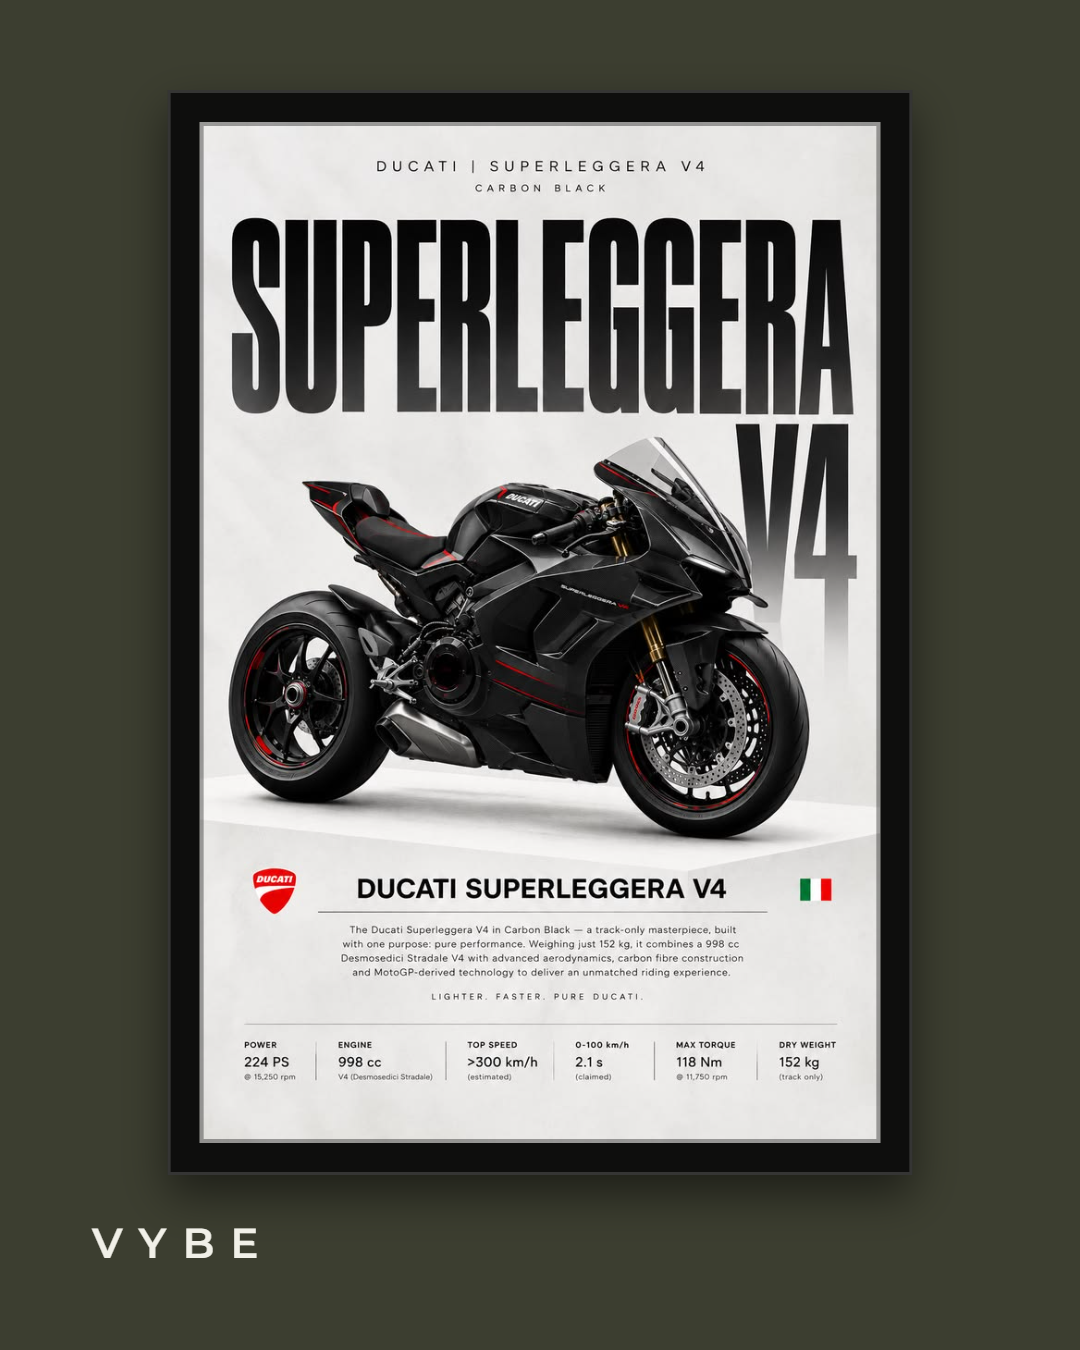 DUCATI | SUPERLEGGERA V4
CARBON BLACK
SUPERLEGGERA
V4
DUCATI
SUPERLEGGERA V4
DUCATI
DUCATI SUPERLEGGERA V4
The Ducati Superleggera V4 in Carbon Black — a track-only masterpiece, built
with one purpose: pure performance. Weighing just 152 kg, it combines a 998 cc
Desmosedici Stradale V4 with advanced aerodynamics, carbon fibre construction
and MotoGP-derived technology to deliver an unmatched riding experience.
LIGHTER. FASTER. PURE DUCATI.
POWER
224 PS
@ 15,250 rpm
ENGINE
998 cc
V4 (Desmosedici Stradale)
TOP SPEED
>300 km/h
(estimated)
0-100 km/h
2.1 s
(claimed)
MAX TORQUE
118 Nm
@ 11,750 rpm
DRY WEIGHT
152 kg
(track only)
VYBE